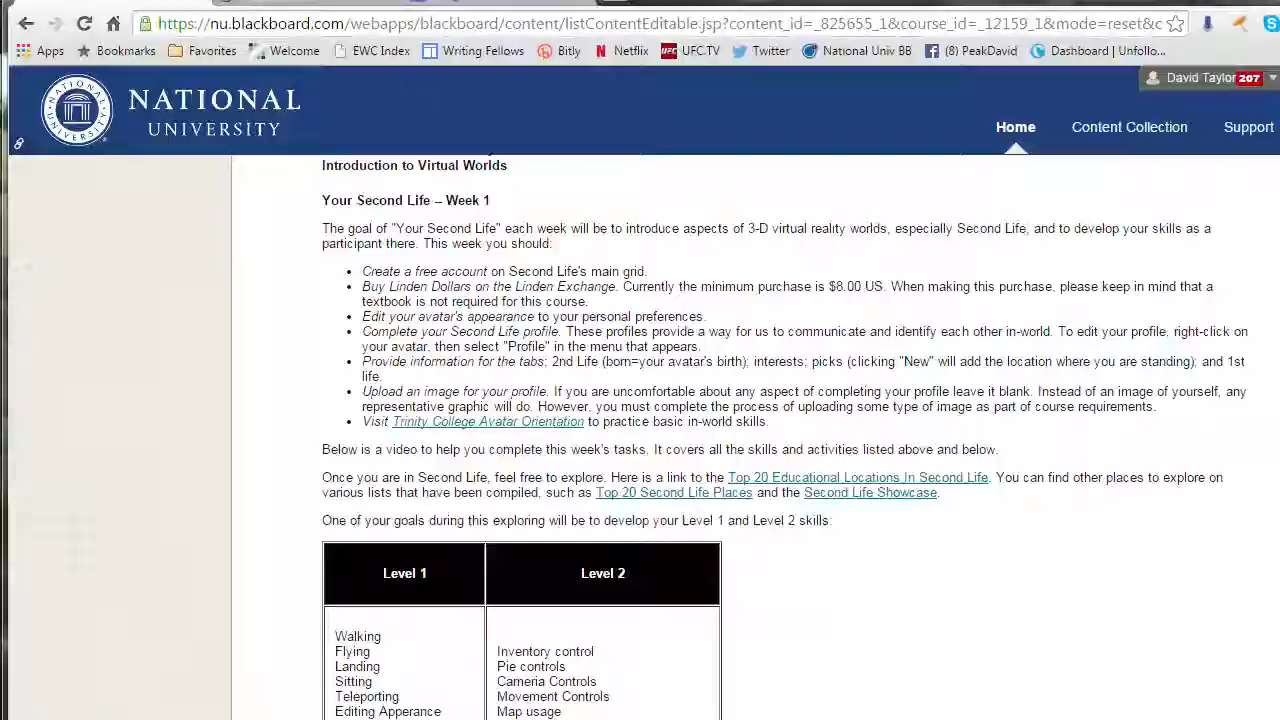 https://nu.blackboard.com/webapps/blackboard/content/listContentEditable.jsp?content_id=_825655_1&course_id=_12159_1&mode=reset&c
Apps Bookmarks Favorites Welcome EWC Index Writing Fellows Bitly Netflix UFC.TV Twitter National Univ BB (8) PeakDavid Dashboard | Unfollo...
David Taylor 207
NATIONAL
UNIVERSITY
Home Content Collection Support
Introduction to Virtual Worlds
Your Second Life – Week 1
The goal of "Your Second Life" each week will be to introduce aspects of 3-D virtual reality worlds, especially Second Life, and to develop your skills as a
participant there. This week you should:
• Create a free account on Second Life's main grid.
• Buy Linden Dollars on the Linden Exchange. Currently the minimum purchase is $8.00 US. When making this purchase, please keep in mind that a
textbook is not required for this course.
• Edit your avatar's appearance to your personal preferences.
• Complete your Second Life profile. These profiles provide a way for us to communicate and identify each other in-world. To edit your profile, right-click on
your avatar, then select "Profile" in the menu that appears.
• Provide information for the tabs: 2nd Life (born=your avatar's birth); interests; picks (clicking "New" will add the location where you are standing); and 1st
life.
• Upload an image for your profile. If you are uncomfortable about any aspect of completing your profile leave it blank. Instead of an image of yourself, any
representative graphic will do. However, you must complete the process of uploading some type of image as part of course requirements.
• Visit Trinity College Avatar Orientation to practice basic in-world skills.
Below is a video to help you complete this week's tasks. It covers all the skills and activities listed above and below.
Once you are in Second Life, feel free to explore. Here is a link to the Top 20 Educational Locations In Second Life. You can find other places to explore on
various lists that have been compiled, such as Top 20 Second Life Places and the Second Life Showcase.
One of your goals during this exploring will be to develop your Level 1 and Level 2 skills:
Level 1 Level 2
Walking
Flying Inventory control
Landing Pie controls
Sitting Cameria Controls
Teleporting Movement Controls
Editing Apperance Map usage